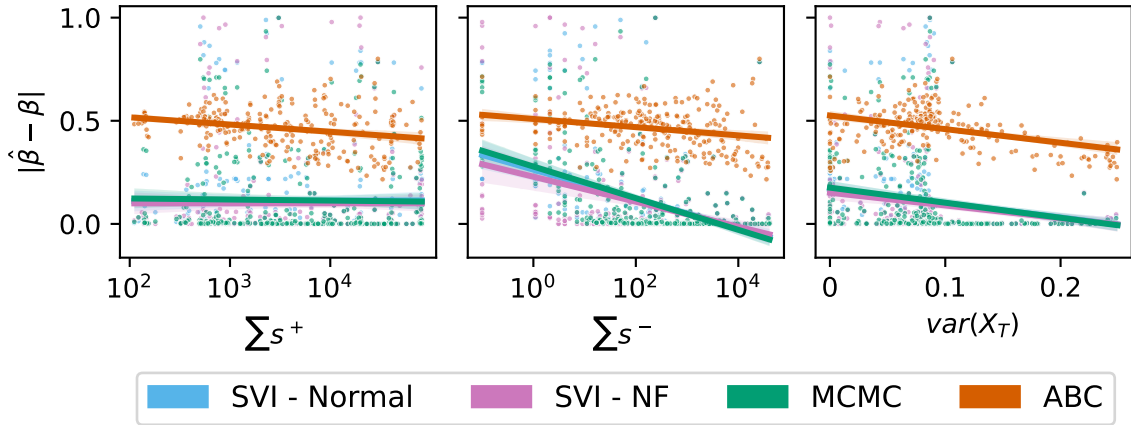 1.0
0.5
0.0
|β̂ − β|
10² 10³ 10⁴
10⁰ 10² 10⁴
0 0.1 0.2
∑s⁺
∑s⁻
var(X_T)
SVI - Normal SVI - NF MCMC ABC